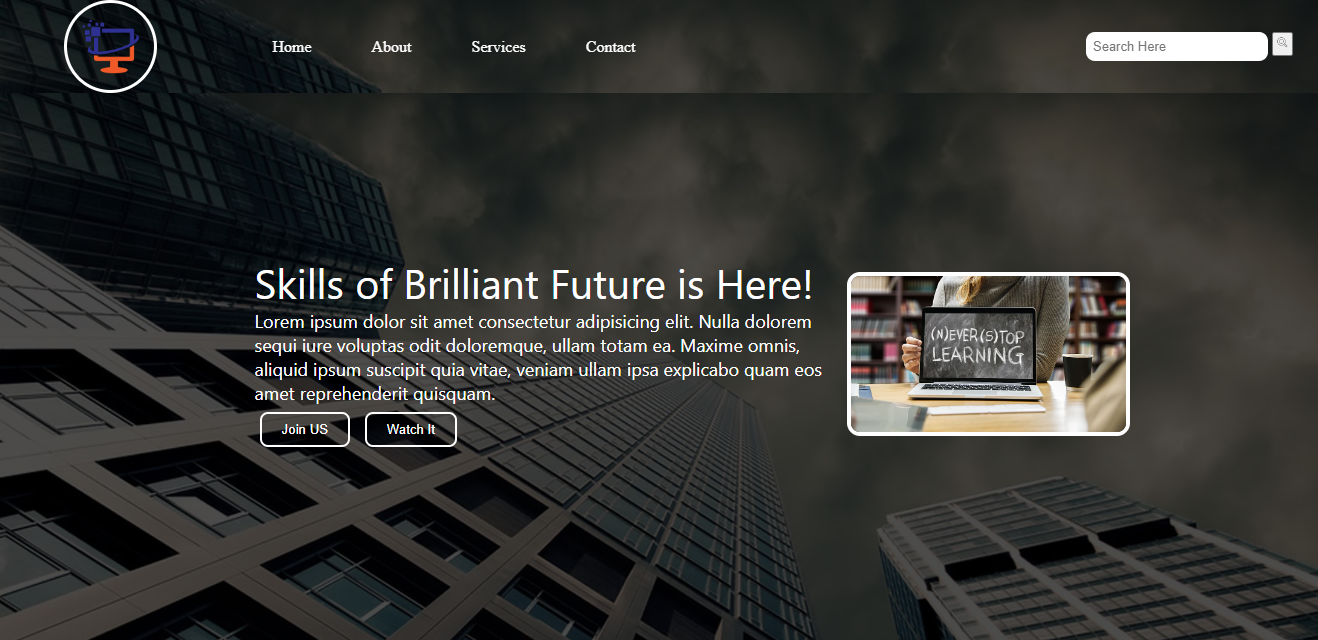 Home About Services Contact Search Here
Skills of Brilliant Future is Here!
Lorem ipsum dolor sit amet consectetur adipisicing elit. Nulla dolorem
sequi iure voluptas odit doloremque, ullam totam ea. Maxime omnis,
aliquid ipsum suscipit quia vitae, veniam ullam ipsa explicabo quam eos
amet reprehenderit quisquam.
Join US Watch It
(N)EVER(S)TOP
LEARNING